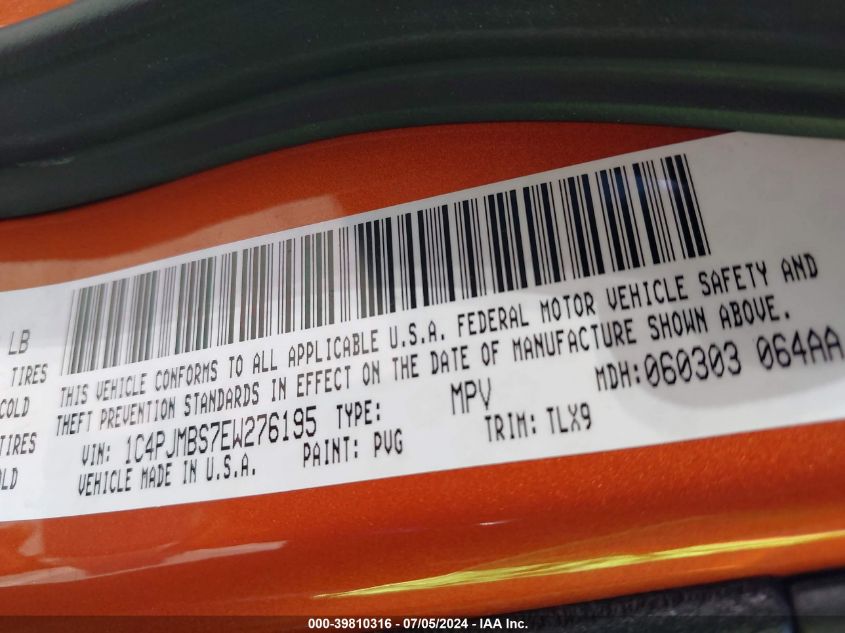 LB
TIRES
COLD
TIRES
OLD
THIS VEHICLE CONFORMS TO ALL APPLICABLE U.S.A. FEDERAL MOTOR VEHICLE SAFETY AND
THEFT PREVENTION STANDARDS IN EFFECT ON THE DATE OF MANUFACTURE SHOWN ABOVE.
VIN: 1C4PJMBS7EW276195 TYPE: MPV MDH:060303 064AA
VEHICLE MADE IN U.S.A. PAINT: PVG TRIM: TLX9
000-39810316 - 07/05/2024 - IAA Inc.